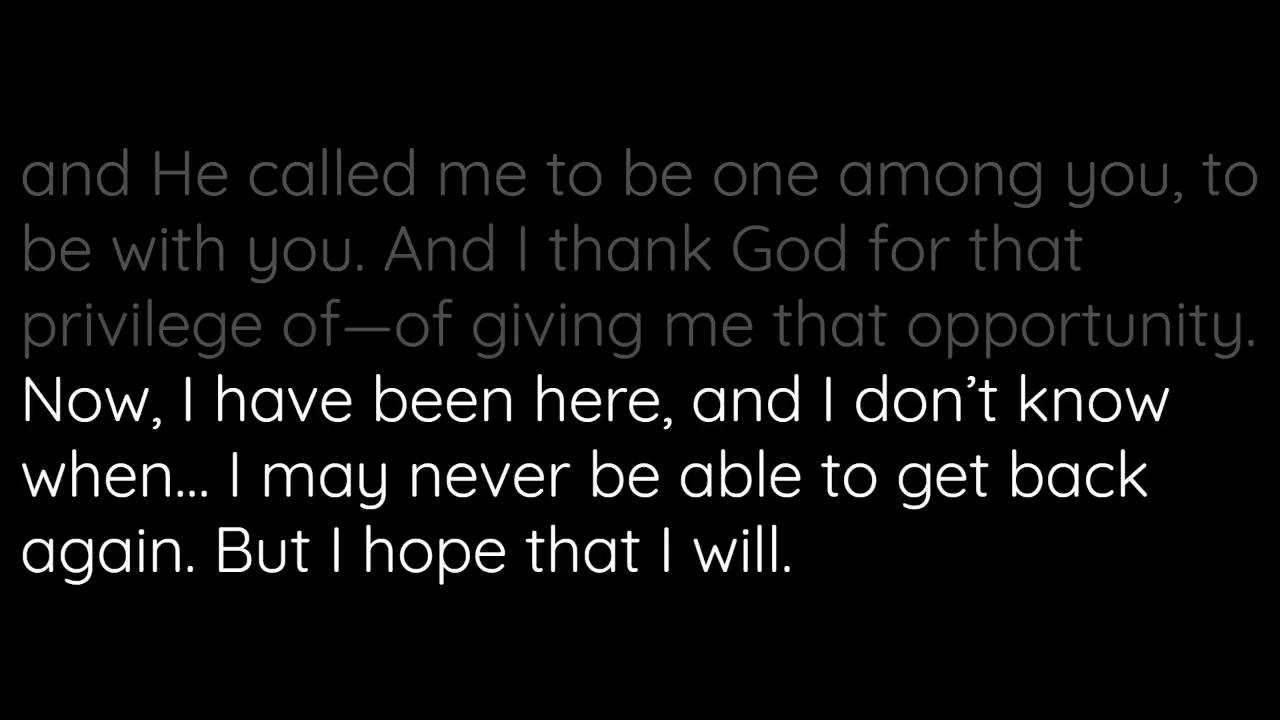 and He called me to be one among you, to
be with you. And I thank God for that
privilege of—of giving me that opportunity.
Now, I have been here, and I don’t know
when... I may never be able to get back
again. But I hope that I will.